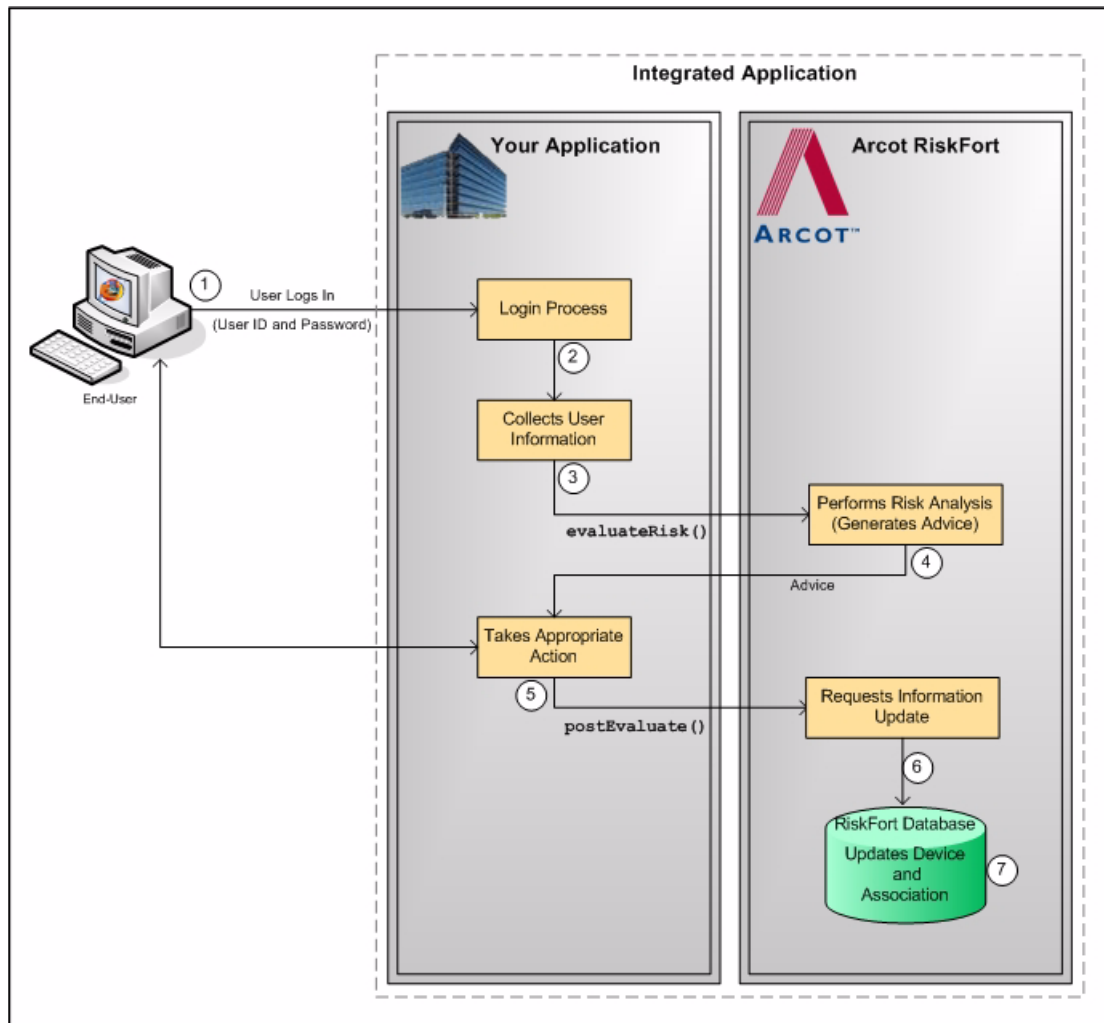 Integrated Application
Your Application
Arcot RiskFort
ARCOT™
1
User Logs In
(User ID and Password)
End-User
Login Process
2
Collects User
Information
3
evaluateRisk()
Performs Risk Analysis
(Generates Advice)
4
Advice
Takes Appropriate
Action
5
postEvaluate()
Requests Information
Update
6
RiskFort Database
Updates Device
and
Association
7